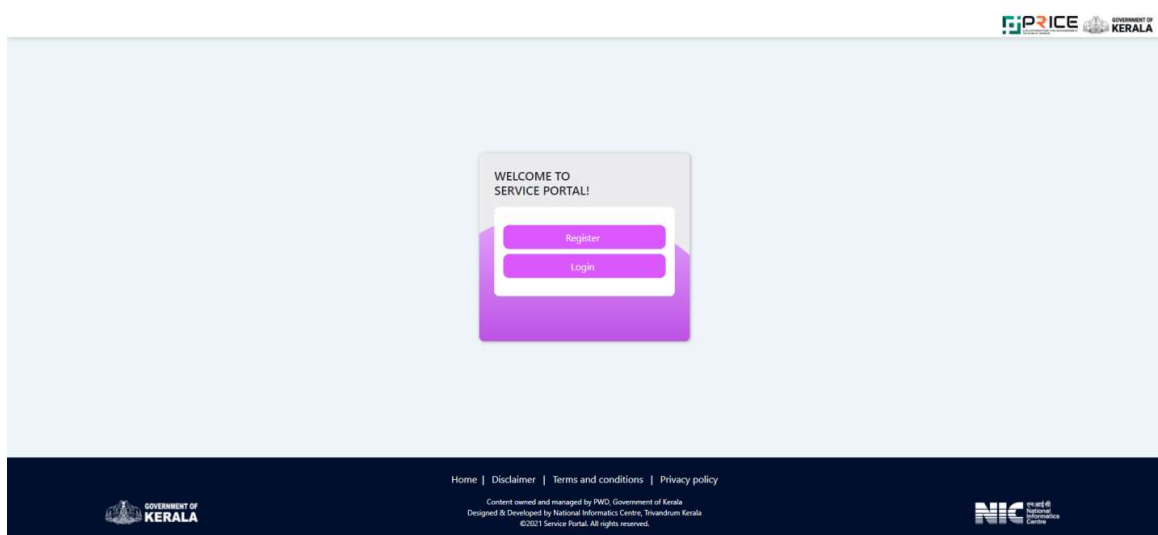 PRICE
GOVERNMENT OF
KERALA
WELCOME TO
SERVICE PORTAL!
Register
Login
Home | Disclaimer | Terms and conditions | Privacy policy
Content owned and managed by PWD, Government of Kerala
Designed & Developed by National Informatics Centre, Trivandrum Kerala
©2021 Service Portal. All rights reserved.
GOVERNMENT OF
KERALA
NIC
एन आई सी
National
Informatics
Centre